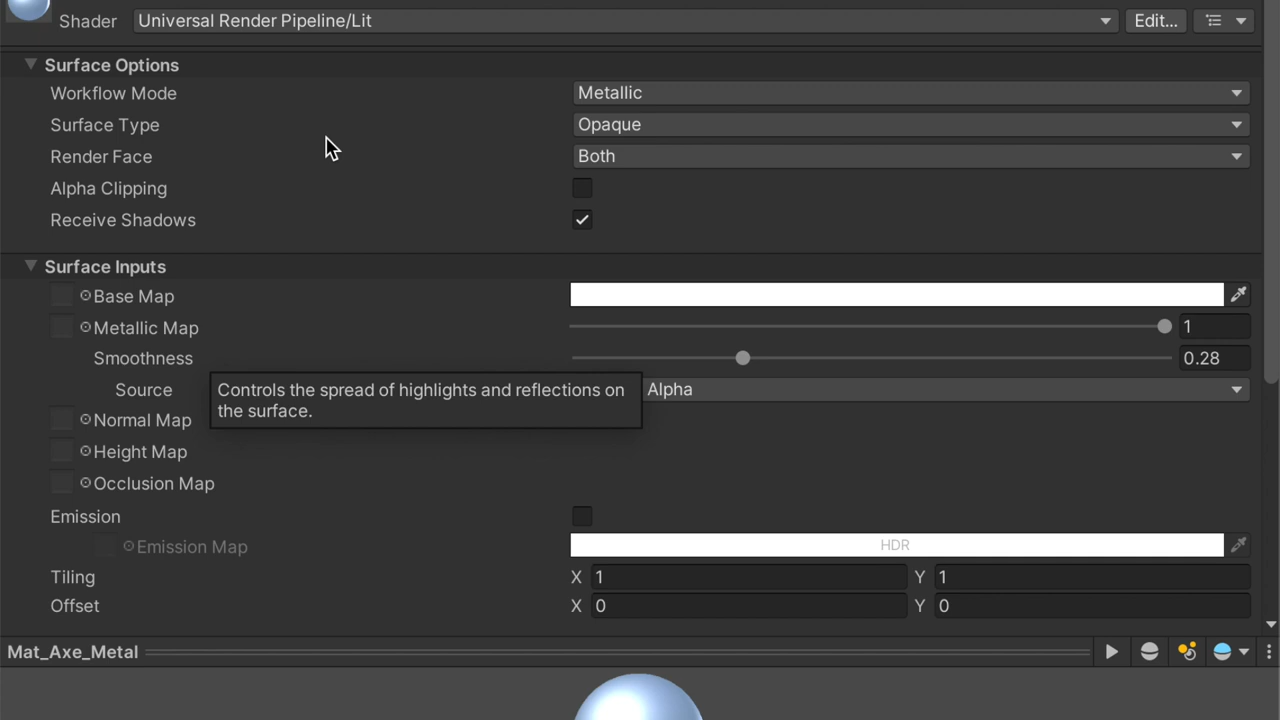 Shader Universal Render Pipeline/Lit Edit...
Surface Options
Workflow Mode Metallic
Surface Type Opaque
Render Face Both
Alpha Clipping
Receive Shadows
Surface Inputs
Base Map
Metallic Map 1
Smoothness 0.28
Source Alpha
Controls the spread of highlights and reflections on
the surface.
Normal Map
Height Map
Occlusion Map
Emission
Emission Map HDR
Tiling X 1 Y 1
Offset X 0 Y 0
Mat_Axe_Metal